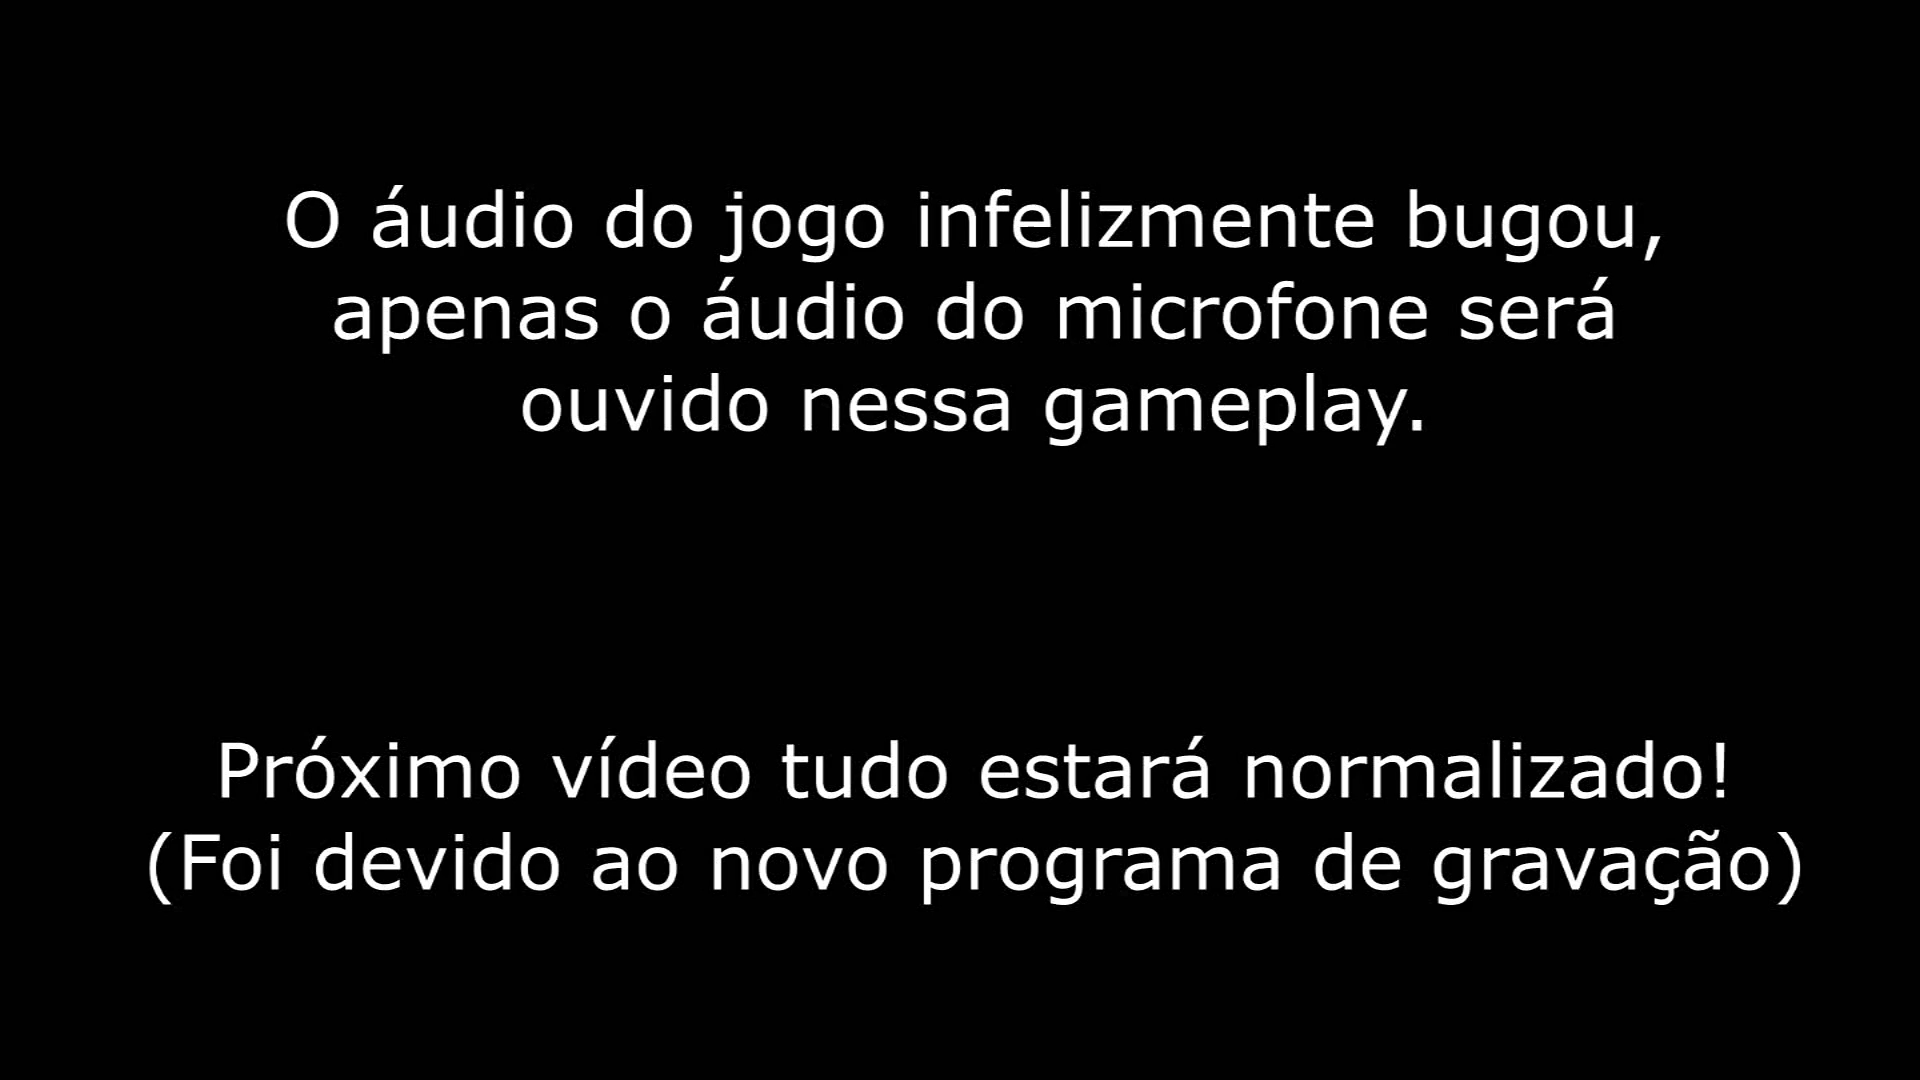 O áudio do jogo infelizmente bugou,
apenas o áudio do microfone será
ouvido nessa gameplay.
Próximo vídeo tudo estará normalizado!
(Foi devido ao novo programa de gravação)